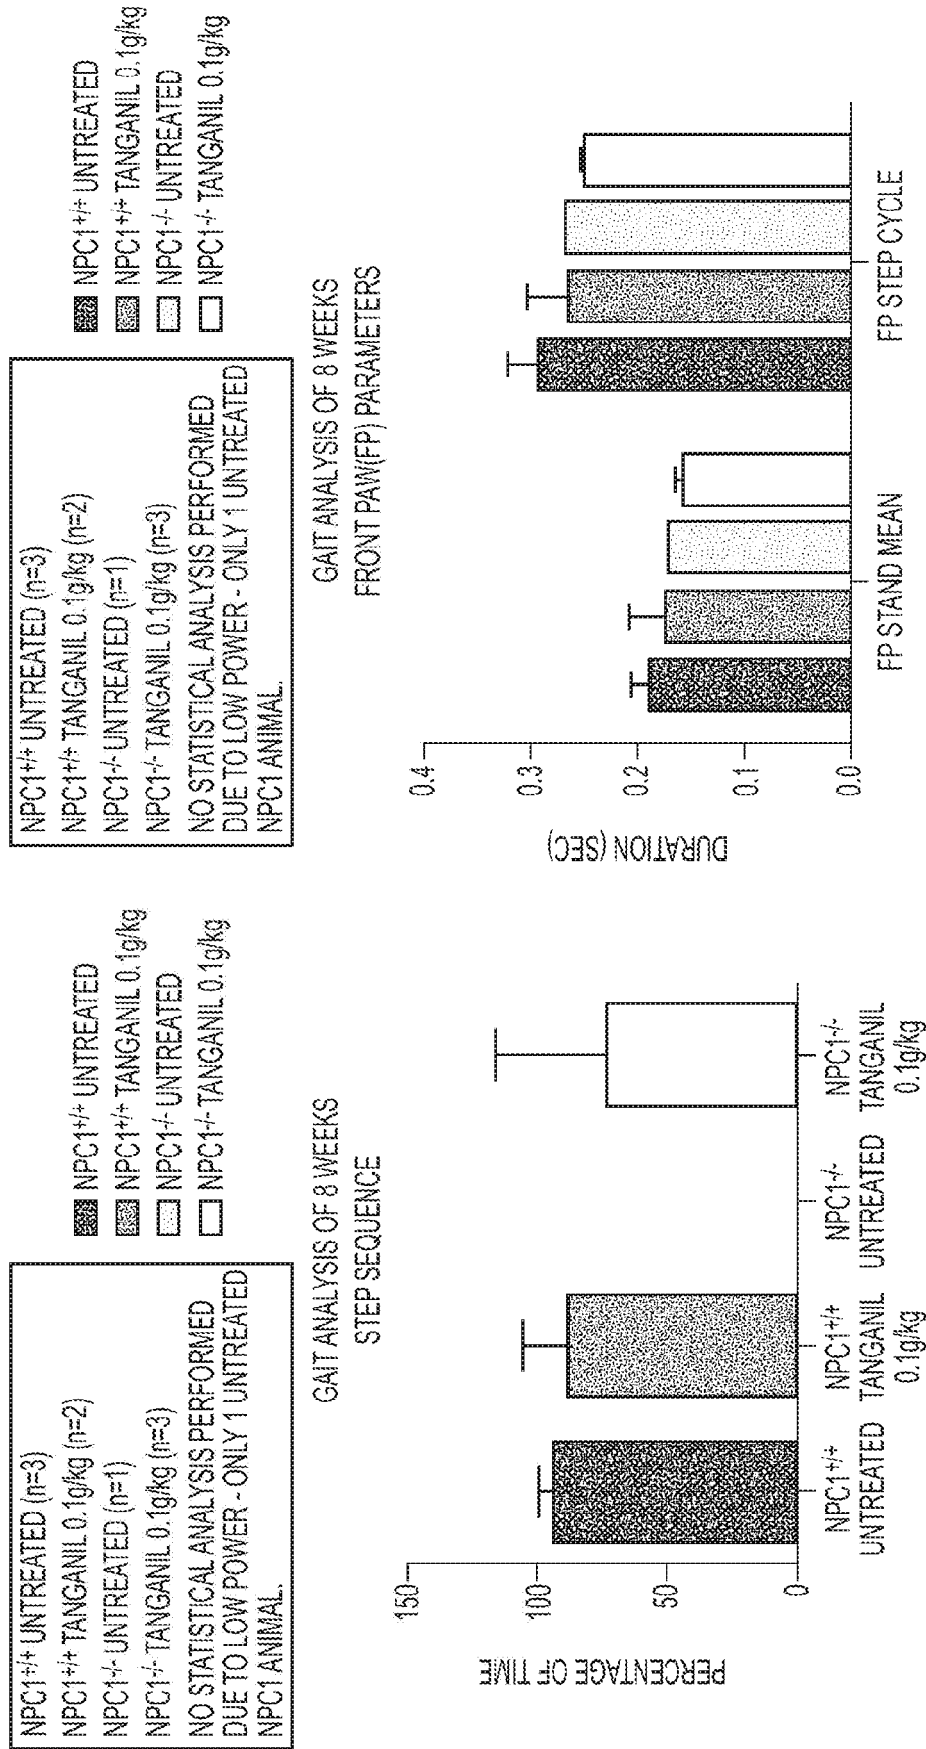 NPC1+/+ UNTREATED (n=3)
NPC1+/+ TANGANIL 0.1g/kg (n=2)
NPC1-/- UNTREATED (n=1)
NPC1-/- TANGANIL 0.1g/kg (n=3)
NO STATISTICAL ANALYSIS PERFORMED
DUE TO LOW POWER - ONLY 1 UNTREATED
NPC1 ANIMAL.
NPC1+/+ UNTREATED
NPC1+/+ TANGANIL 0.1g/kg
NPC1-/- UNTREATED
NPC1-/- TANGANIL 0.1g/kg
GAIT ANALYSIS OF 8 WEEKS
STEP SEQUENCE
PERCENTAGE OF TIME
150
100
50
0
NPC1+/+
UNTREATED
NPC1+/+
TANGANIL
0.1g/kg
NPC1-/-
UNTREATED
NPC1-/-
TANGANIL
0.1g/kg
NPC1+/+ UNTREATED (n=3)
NPC1+/+ TANGANIL 0.1g/kg (n=2)
NPC1-/- UNTREATED (n=1)
NPC1-/- TANGANIL 0.1g/kg (n=3)
NO STATISTICAL ANALYSIS PERFORMED
DUE TO LOW POWER - ONLY 1 UNTREATED
NPC1 ANIMAL.
NPC1+/+ UNTREATED
NPC1+/+ TANGANIL 0.1g/kg
NPC1-/- UNTREATED
NPC1-/- TANGANIL 0.1g/kg
GAIT ANALYSIS OF 8 WEEKS
FRONT PAW(FP) PARAMETERS
DURATION (SEC)
0.4
0.3
0.2
0.1
0.0
FP STAND MEAN
FP STEP CYCLE